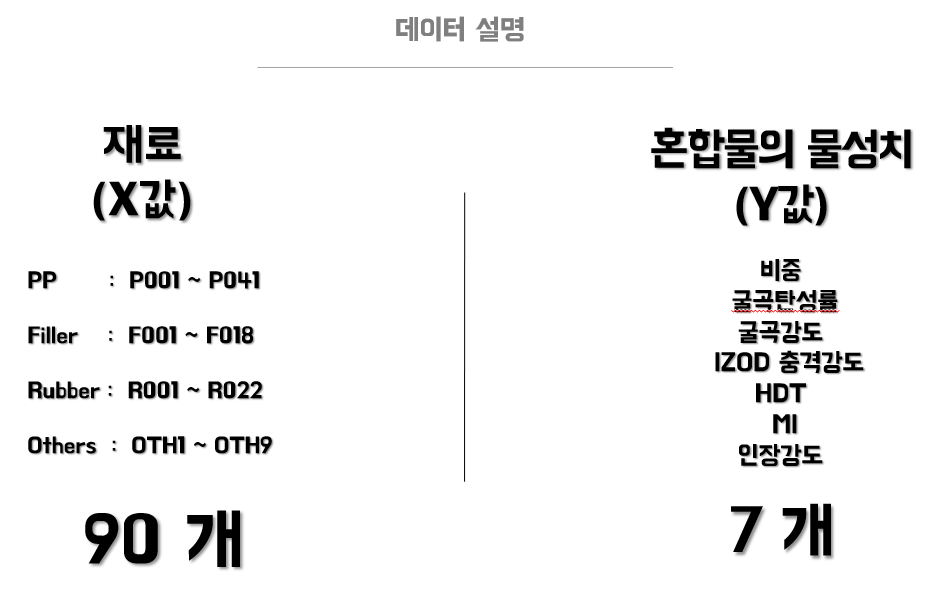 데이터 설명
재료
(X값)
PP : P001 ~ P041
Filler : F001 ~ F018
Rubber : R001 ~ R022
Others : OTH1 ~ OTH9
90 개
혼합물의 물성치
(Y값)
비중
굴곡탄성률
굴곡강도
IZOD 충격강도
HDT
MI
인장강도
7 개